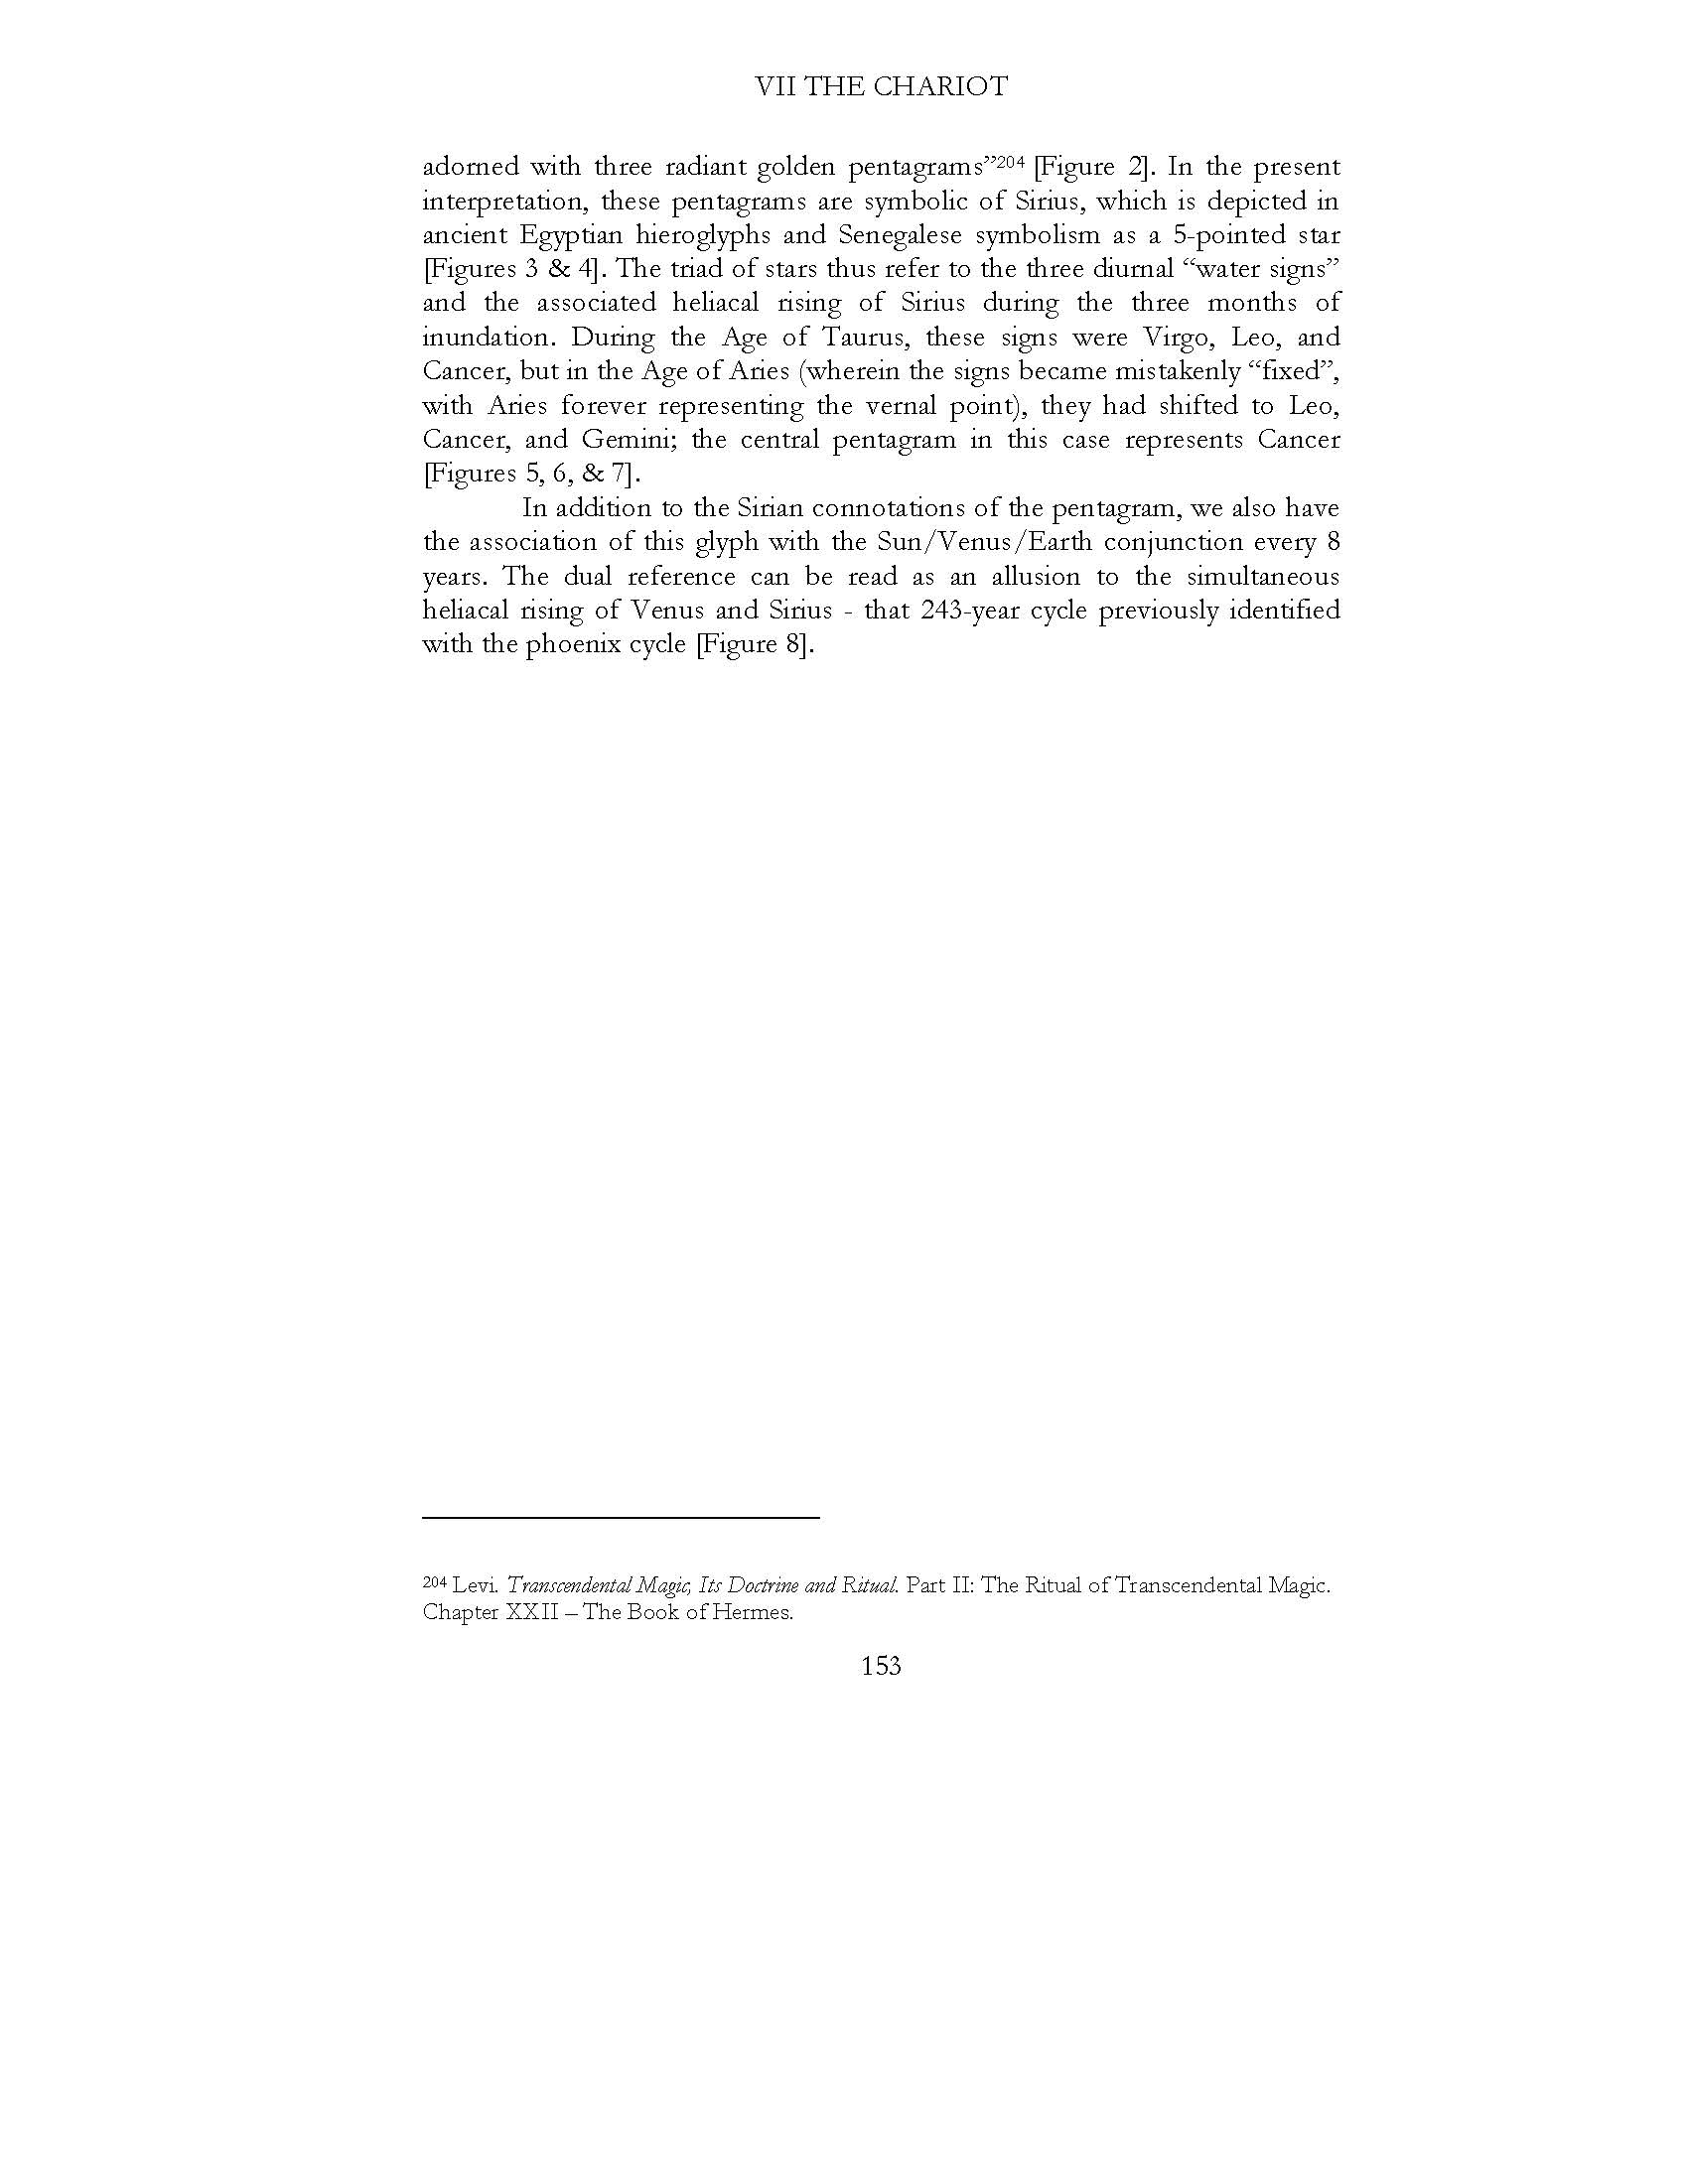 VII THE CHARIOT
adorned with three radiant golden pentagrams”204 [Figure 2]. In the present
interpretation, these pentagrams are symbolic of Sirius, which is depicted in
ancient Egyptian hieroglyphs and Senegalese symbolism as a 5-pointed star
[Figures 3 & 4]. The triad of stars thus refer to the three diurnal “water signs”
and the associated heliacal rising of Sirius during the three months of
inundation. During the Age of Taurus, these signs were Virgo, Leo, and
Cancer, but in the Age of Aries (wherein the signs became mistakenly “fixed”,
with Aries forever representing the vernal point), they had shifted to Leo,
Cancer, and Gemini; the central pentagram in this case represents Cancer
[Figures 5, 6, & 7].
In addition to the Sirian connotations of the pentagram, we also have
the association of this glyph with the Sun/Venus/Earth conjunction every 8
years. The dual reference can be read as an allusion to the simultaneous
heliacal rising of Venus and Sirius - that 243-year cycle previously identified
with the phoenix cycle [Figure 8].
204 Levi. Transcendental Magic, Its Doctrine and Ritual. Part II: The Ritual of Transcendental Magic.
Chapter XXII – The Book of Hermes.
153